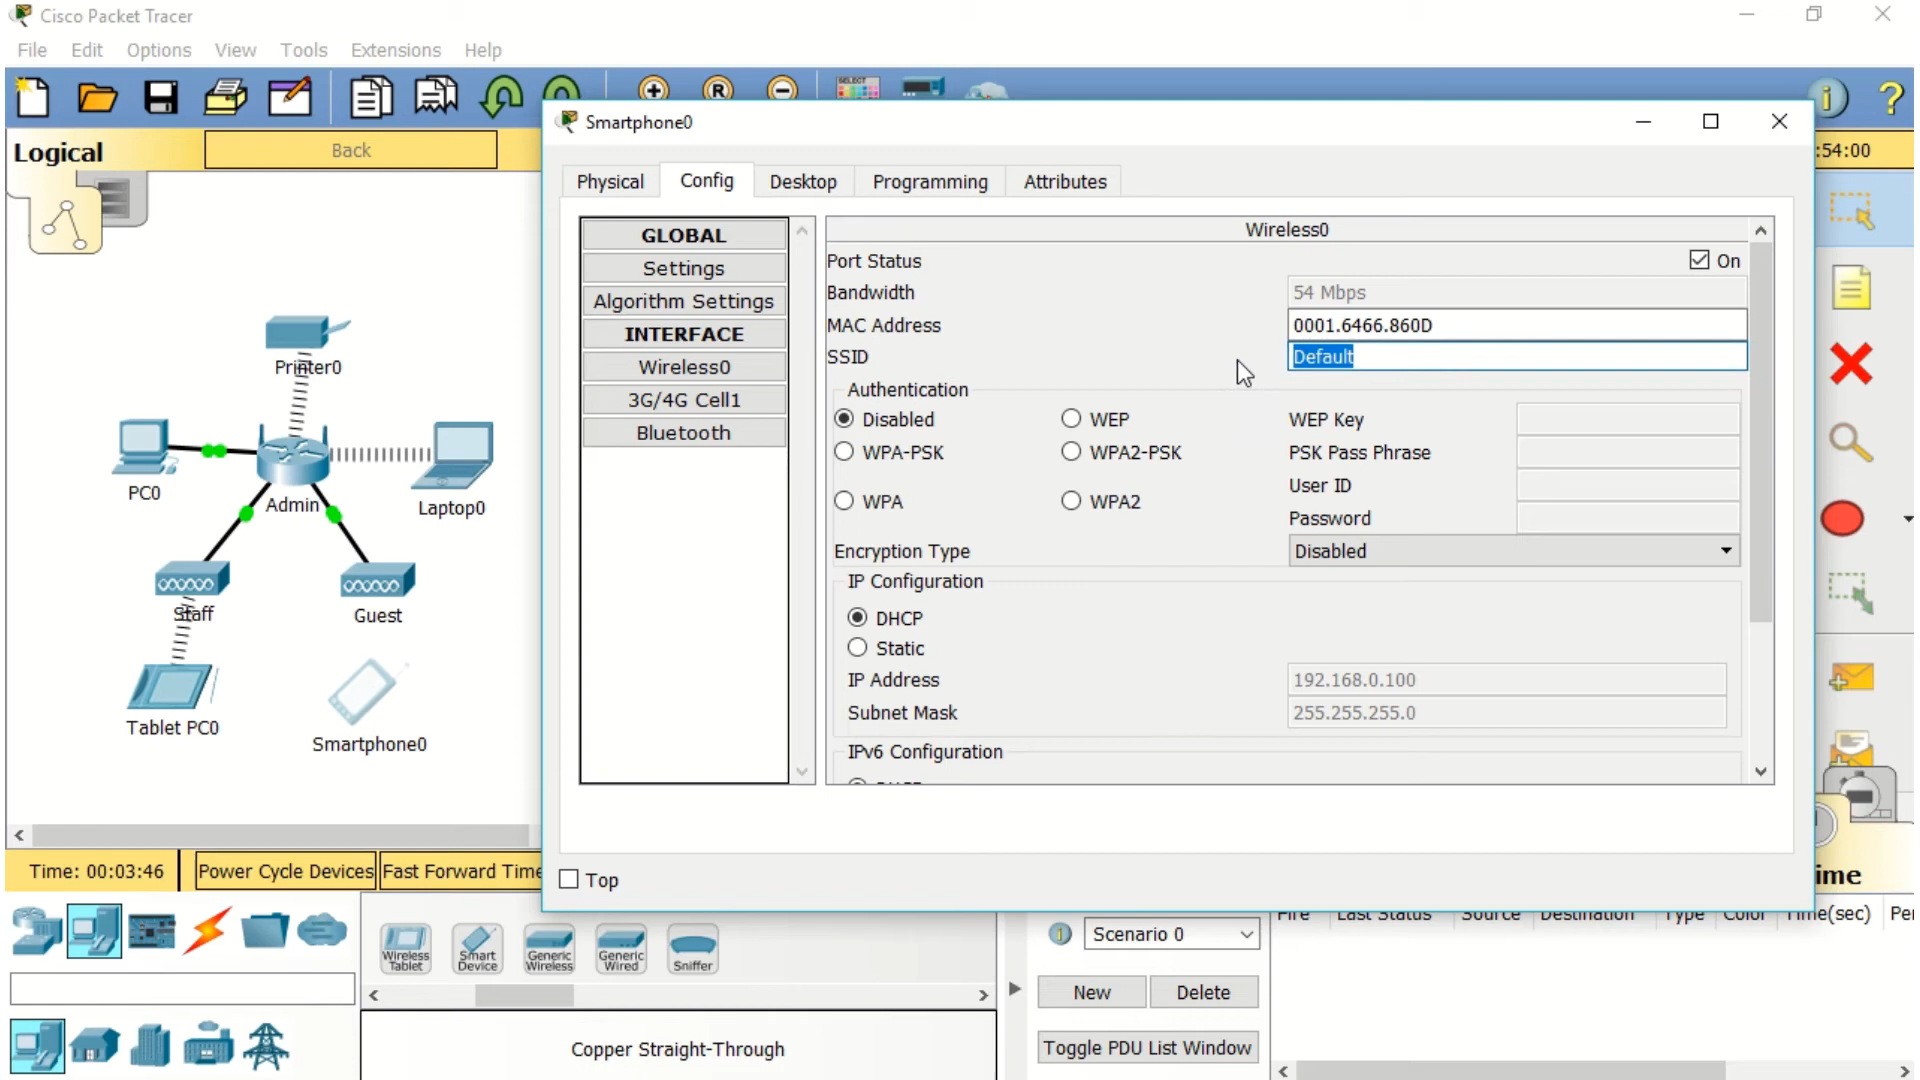 Cisco Packet Tracer
File Edit Options View Tools Extensions Help
SELECT
R
i ?
Logical Back
:54:00
Smartphone0
Physical Config Desktop Programming Attributes
GLOBAL
Settings
Algorithm Settings
INTERFACE
Wireless0
3G/4G Cell1
Bluetooth
Wireless0
Port Status On
Bandwidth 54 Mbps
MAC Address 0001.6466.860D
SSID Default
Authentication
Disabled WEP WEP Key
WPA-PSK WPA2-PSK PSK Pass Phrase
User ID
WPA WPA2
Password
Encryption Type Disabled
IP Configuration
DHCP
Static
IP Address 192.168.0.100
Subnet Mask 255.255.255.0
IPv6 Configuration
Top
Printer0
PC0
Admin
Laptop0
Staff
Guest
Tablet PC0
Smartphone0
Time: 00:03:46 Power Cycle Devices Fast Forward Time
ime
Wireless Tablet
Smart Device
Generic Wireless
Generic Wired
Sniffer
Copper Straight-Through
i Scenario 0
New Delete
Toggle PDU List Window
Fire Last Status Source Destination Type Color Time(sec) Per